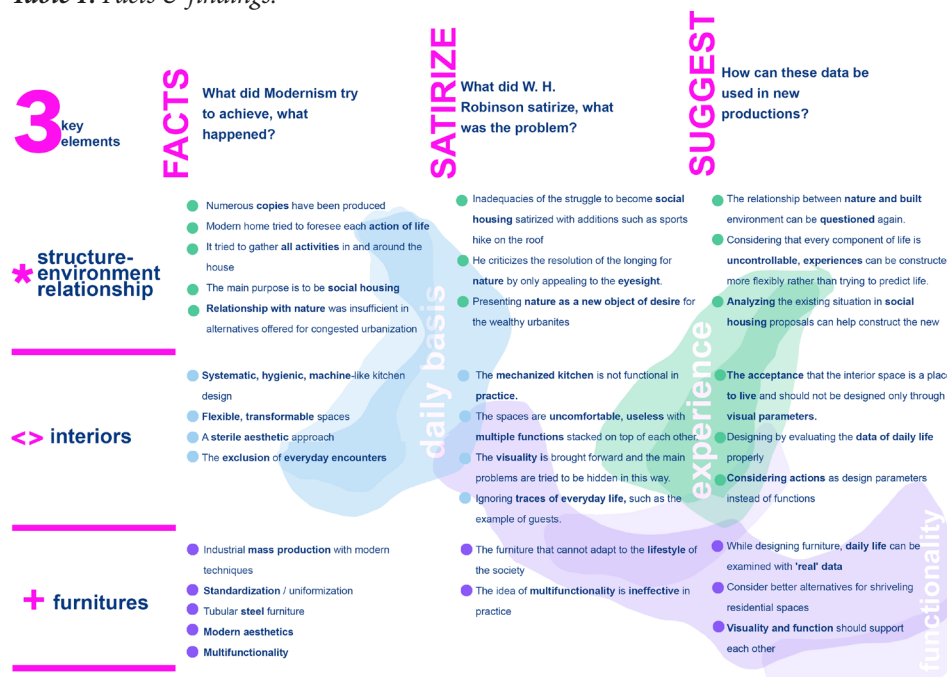 Table 1. Facts & findings.
3 key
elements
FACTS
What did Modernism try
to achieve, what
happened?
SATIRIZE
What did W. H.
Robinson satirize, what
was the problem?
SUGGEST
How can these data be
used in new
productions?
* structure-
environment
relationship
Numerous copies have been produced
Modern home tried to foresee each action of life
It tried to gather all activities in and around the
house
The main purpose is to be social housing
Relationship with nature was insufficient in
alternatives offered for congested urbanization
Inadequacies of the struggle to become social
housing satirized with additions such as sports
hike on the roof
He criticizes the resolution of the longing for
nature by only appealing to the eyesight.
Presenting nature as a new object of desire for
the wealthy urbanites
The relationship between nature and built
environment can be questioned again.
Considering that every component of life is
uncontrollable, experiences can be constructe
more flexibly rather than trying to predict life.
Analyzing the existing situation in social
housing proposals can help construct the new
<> interiors
Systematic, hygienic, machine-like kitchen
design
Flexible, transformable spaces
A sterile aesthetic approach
The exclusion of everyday encounters
The mechanized kitchen is not functional in
practice.
The spaces are uncomfortable, useless with
multiple functions stacked on top of each other.
The visuality is brought forward and the main
problems are tried to be hidden in this way.
Ignoring traces of everyday life, such as the
example of guests.
The acceptance that the interior space is a plac
to live and should not be designed only through
visual parameters.
Designing by evaluating the data of daily life
properly
Considering actions as design parameters
instead of functions
+ furnitures
Industrial mass production with modern
techniques
Standardization / uniformization
Tubular steel furniture
Modern aesthetics
Multifunctionality
The furniture that cannot adapt to the lifestyle of
the society
The idea of multifunctionality is ineffective in
practice
While designing furniture, daily life can be
examined with 'real' data
Consider better alternatives for shriveling
residential spaces
Visuality and function should support
each other
daily basis
experience
functionality